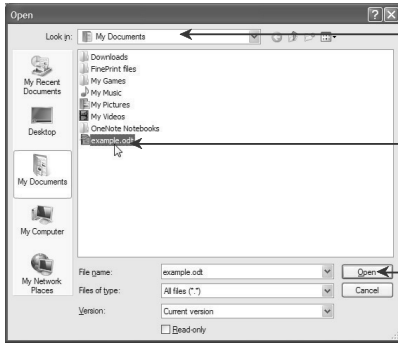 Open
Look in:
My Documents
Downloads
FinePrint files
My Games
My Music
My Pictures
My Videos
OneNote Notebooks
example.odt
My Recent
Documents
Desktop
My Documents
My Computer
My Network
Places
File name:
example.odt
Open
Files of type:
All files (*.*)
Cancel
Version:
Current version
Read-only